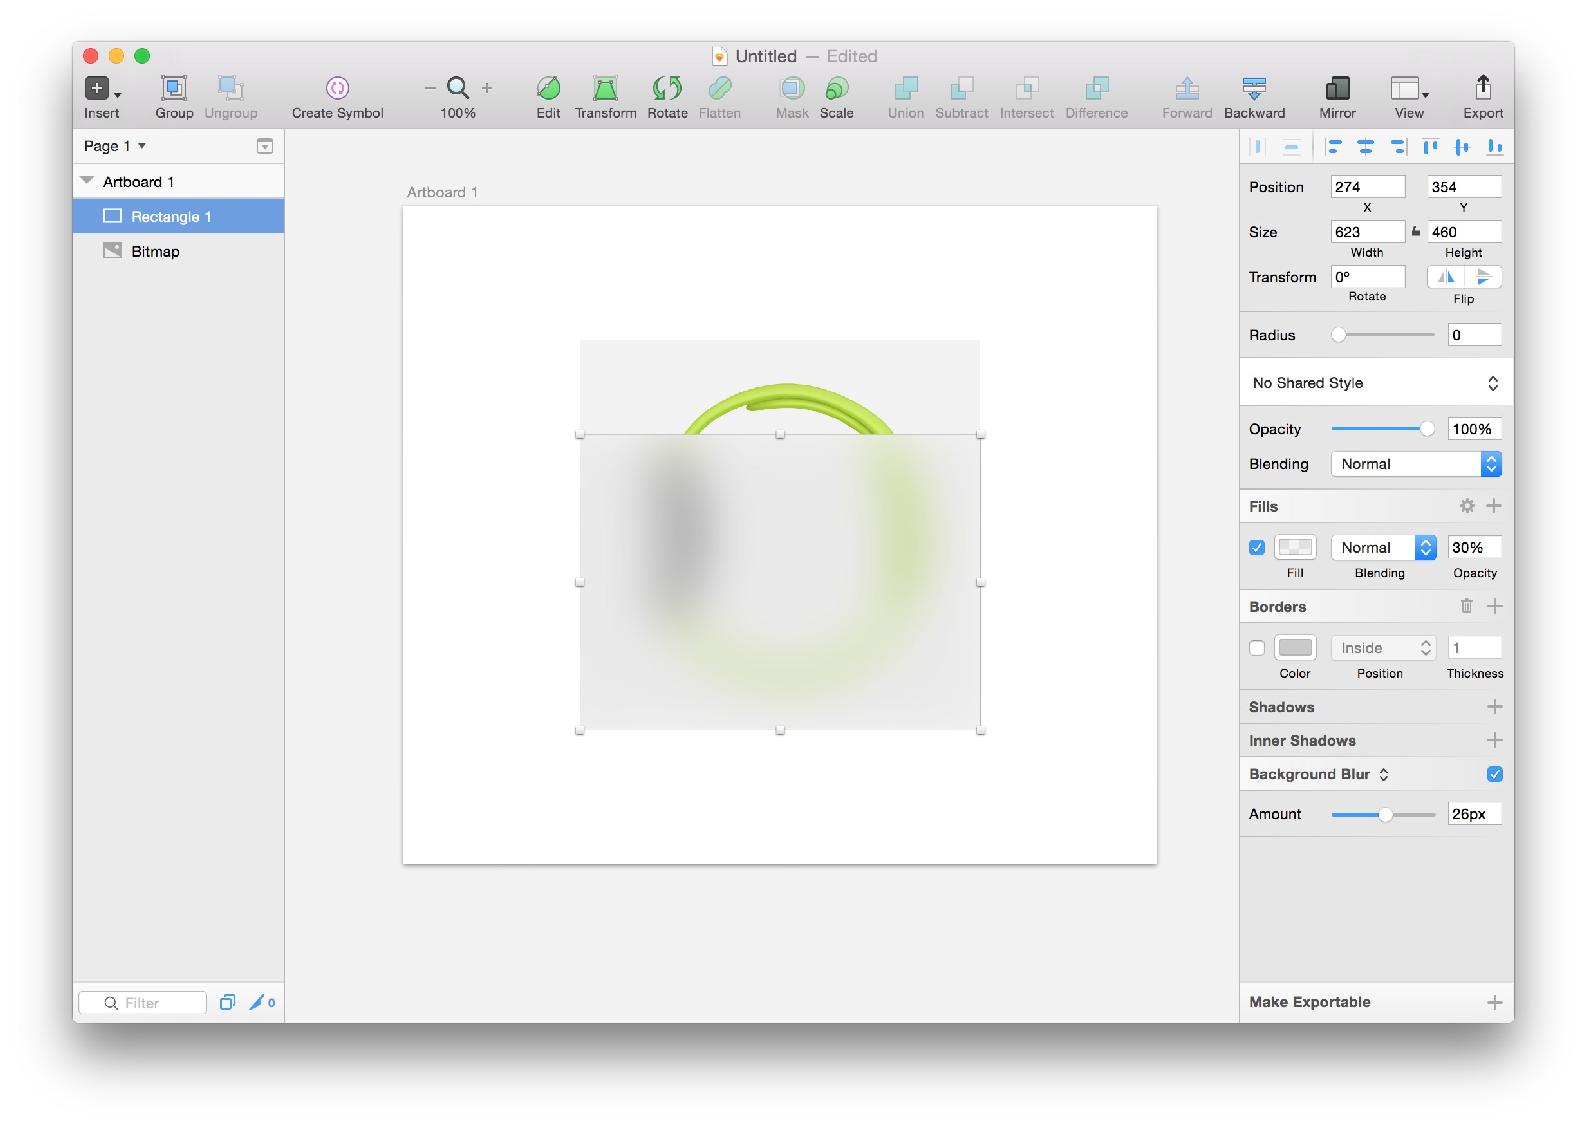 Untitled — Edited
Insert Group Ungroup Create Symbol 100% Edit Transform Rotate Flatten Mask Scale Union Subtract Intersect Difference Forward Backward Mirror View Export
Page 1
Artboard 1
Rectangle 1
Bitmap
Filter
0
Artboard 1
Position 274 354
X Y
Size 623 460
Width Height
Transform 0°
Rotate Flip
Radius 0
No Shared Style
Opacity 100%
Blending Normal
Fills
Normal 30%
Fill Blending Opacity
Borders
Inside 1
Color Position Thickness
Shadows
Inner Shadows
Background Blur
Amount 26px
Make Exportable